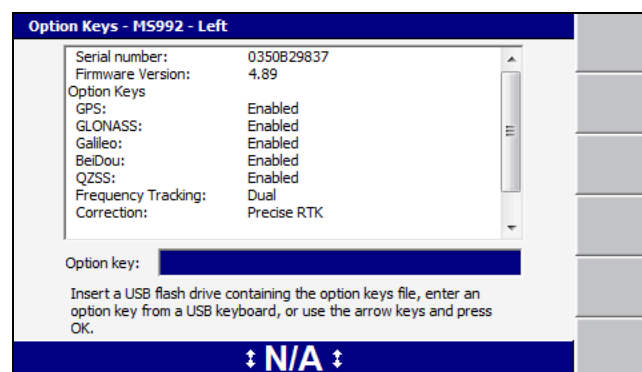 Option Keys - MS992 - Left
Serial number: 0350B29837
Firmware Version: 4.89
Option Keys
GPS: Enabled
GLONASS: Enabled
Galileo: Enabled
BeiDou: Enabled
QZSS: Enabled
Frequency Tracking: Dual
Correction: Precise RTK
Option key:
Insert a USB flash drive containing the option keys file, enter an
option key from a USB keyboard, or use the arrow keys and press
OK.
↕ N/A ↕